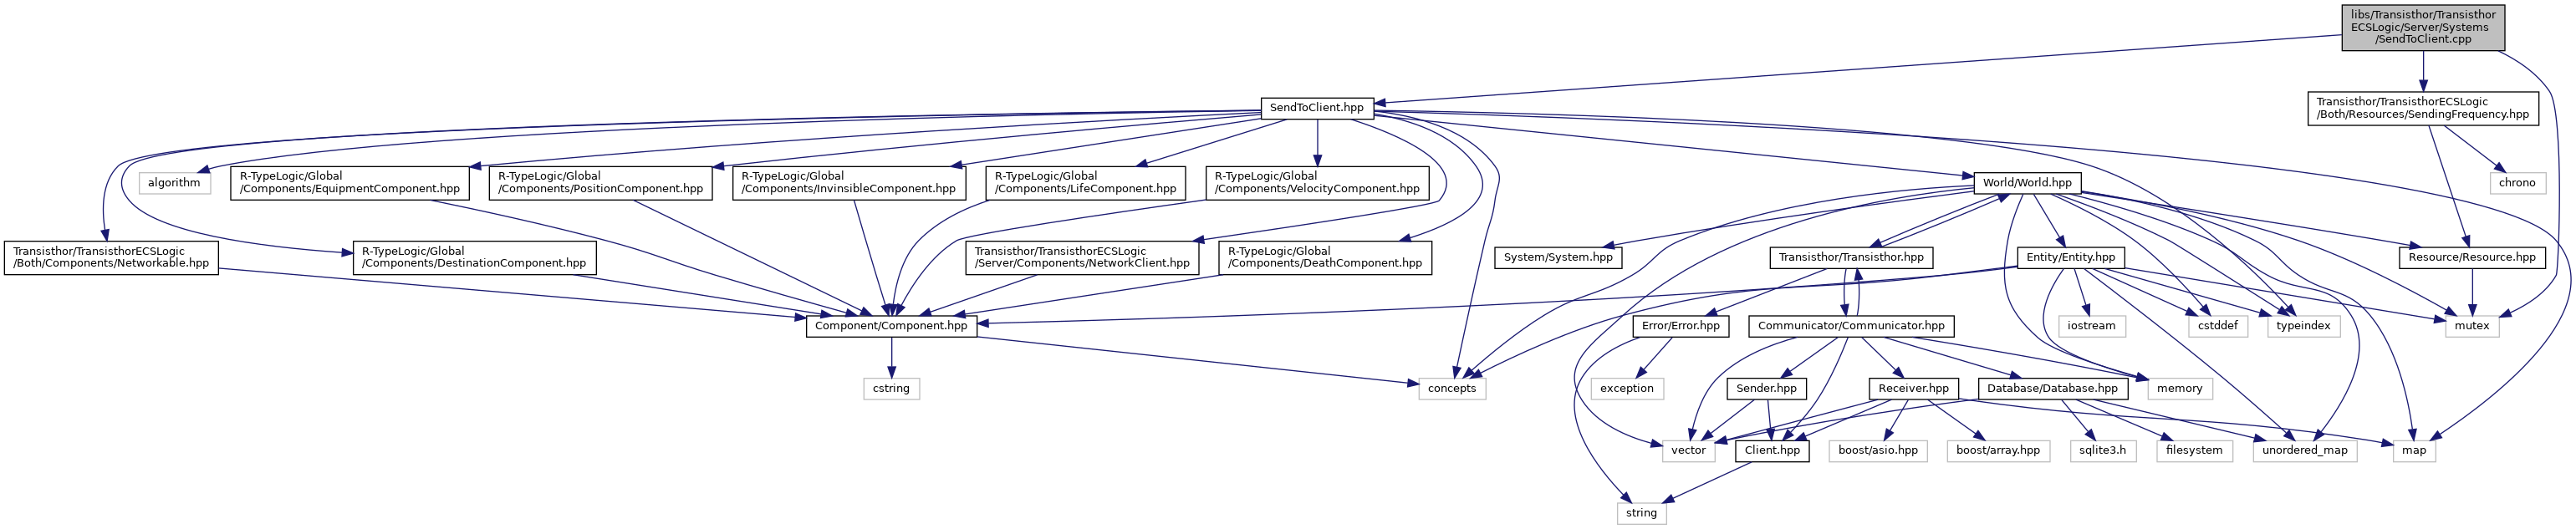 libs/Transisthor/Transisthor
ECSLogic/Server/Systems
/SendToClient.cpp
SendToClient.hpp
Transisthor/TransisthorECSLogic
/Both/Resources/SendingFrequency.hpp
algorithm
R-TypeLogic/Global
/Components/EquipmentComponent.hpp
R-TypeLogic/Global
/Components/PositionComponent.hpp
R-TypeLogic/Global
/Components/InvinsibleComponent.hpp
R-TypeLogic/Global
/Components/LifeComponent.hpp
R-TypeLogic/Global
/Components/VelocityComponent.hpp
World/World.hpp
chrono
Transisthor/TransisthorECSLogic
/Both/Components/Networkable.hpp
R-TypeLogic/Global
/Components/DestinationComponent.hpp
Transisthor/TransisthorECSLogic
/Server/Components/NetworkClient.hpp
R-TypeLogic/Global
/Components/DeathComponent.hpp
System/System.hpp
Transisthor/Transisthor.hpp
Entity/Entity.hpp
Resource/Resource.hpp
Component/Component.hpp
Error/Error.hpp
Communicator/Communicator.hpp
iostream
cstddef
typeindex
mutex
cstring
concepts
exception
Sender.hpp
Receiver.hpp
Database/Database.hpp
memory
vector
Client.hpp
boost/asio.hpp
boost/array.hpp
sqlite3.h
filesystem
unordered_map
map
string